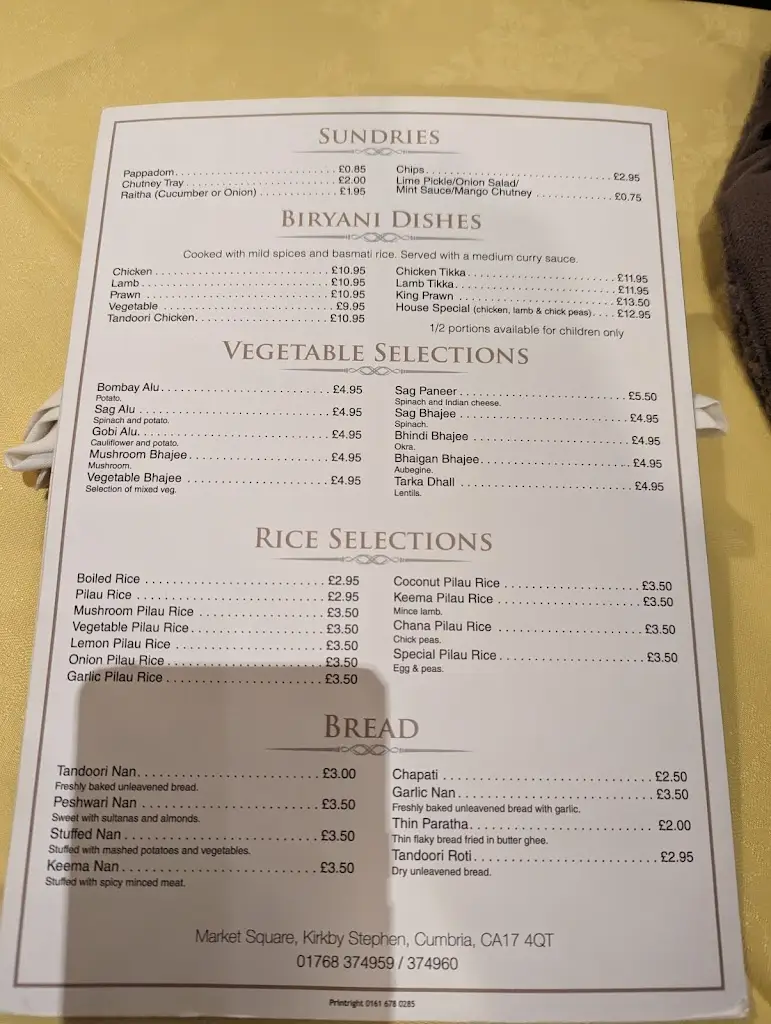 SUNDRIES
Pappadom. . . . . . . . . . . . . . . . . . . . . . . . £0.85
Chutney Tray . . . . . . . . . . . . . . . . . . . . . £2.00
Raitha (Cucumber or Onion) . . . . . . . . . . . £1.95
Chips. . . . . . . . . . . . . . . . . . . . . . . . . . . £2.95
Lime Pickle/Onion Salad/
Mint Sauce/Mango Chutney . . . . . . . . . . . . £0.75
BIRYANI DISHES
Cooked with mild spices and basmati rice. Served with a medium curry sauce.
Chicken . . . . . . . . . . . . . . . . . . . . . . . . £10.95
Lamb . . . . . . . . . . . . . . . . . . . . . . . . . . £10.95
Prawn . . . . . . . . . . . . . . . . . . . . . . . . . £10.95
Vegetable . . . . . . . . . . . . . . . . . . . . . . . £9.95
Tandoori Chicken. . . . . . . . . . . . . . . . . . £10.95
Chicken Tikka . . . . . . . . . . . . . . . . . . . . £11.95
Lamb Tikka. . . . . . . . . . . . . . . . . . . . . . £11.95
King Prawn . . . . . . . . . . . . . . . . . . . . . £13.50
House Special (chicken, lamb & chick peas). . . . £12.95
1/2 portions available for children only
VEGETABLE SELECTIONS
Bombay Alu. . . . . . . . . . . . . . . . . . . . . . £4.95
Potato.
Sag Alu . . . . . . . . . . . . . . . . . . . . . . . . £4.95
Spinach and potato.
Gobi Alu. . . . . . . . . . . . . . . . . . . . . . . . £4.95
Cauliflower and potato.
Mushroom Bhajee. . . . . . . . . . . . . . . . . . £4.95
Mushroom.
Vegetable Bhajee . . . . . . . . . . . . . . . . . . £4.95
Selection of mixed veg.
Sag Paneer . . . . . . . . . . . . . . . . . . . . . . £5.50
Spinach and Indian cheese.
Sag Bhajee . . . . . . . . . . . . . . . . . . . . . . £4.95
Spinach.
Bhindi Bhajee . . . . . . . . . . . . . . . . . . . . £4.95
Okra.
Bhaigan Bhajee. . . . . . . . . . . . . . . . . . . £4.95
Aubegine.
Tarka Dhall . . . . . . . . . . . . . . . . . . . . . . £4.95
Lentils.
RICE SELECTIONS
Boiled Rice . . . . . . . . . . . . . . . . . . . . . . £2.95
Pilau Rice . . . . . . . . . . . . . . . . . . . . . . . £2.95
Mushroom Pilau Rice . . . . . . . . . . . . . . . . £3.50
Vegetable Pilau Rice. . . . . . . . . . . . . . . . . £3.50
Lemon Pilau Rice . . . . . . . . . . . . . . . . . . £3.50
Onion Pilau Rice . . . . . . . . . . . . . . . . . . . £3.50
Garlic Pilau Rice . . . . . . . . . . . . . . . . . . . £3.50
Coconut Pilau Rice . . . . . . . . . . . . . . . . . £3.50
Keema Pilau Rice . . . . . . . . . . . . . . . . . . £3.50
Mince lamb.
Chana Pilau Rice . . . . . . . . . . . . . . . . . . £3.50
Chick peas.
Special Pilau Rice . . . . . . . . . . . . . . . . . . £3.50
Egg & peas.
BREAD
Tandoori Nan. . . . . . . . . . . . . . . . . . . . . £3.00
Freshly baked unleavened bread.
Peshwari Nan . . . . . . . . . . . . . . . . . . . . £3.50
Sweet with sultanas and almonds.
Stuffed Nan . . . . . . . . . . . . . . . . . . . . . . £3.50
Stuffed with mashed potatoes and vegetables.
Keema Nan . . . . . . . . . . . . . . . . . . . . . . £3.50
Stuffed with spicy minced meat.
Chapati . . . . . . . . . . . . . . . . . . . . . . . . . £2.50
Garlic Nan . . . . . . . . . . . . . . . . . . . . . . . £3.50
Freshly baked unleavened bread with garlic.
Thin Paratha. . . . . . . . . . . . . . . . . . . . . . £2.00
Thin flaky bread fried in butter ghee.
Tandoori Roti. . . . . . . . . . . . . . . . . . . . . £2.95
Dry unleavened bread.
Market Square, Kirkby Stephen, Cumbria, CA17 4QT
01768 374959 / 374960
Printright 0161 678 0285